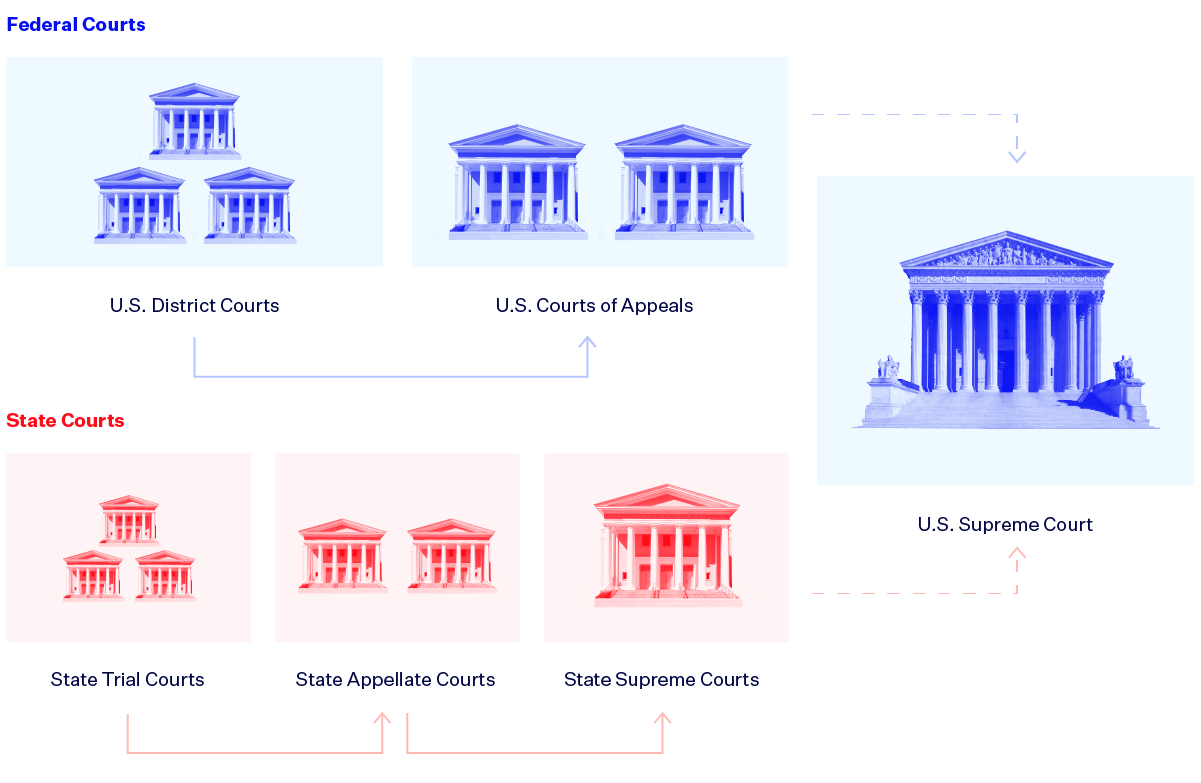 Federal Courts
U.S. District Courts
U.S. Courts of Appeals
U.S. Supreme Court
State Courts
State Trial Courts
State Appellate Courts
State Supreme Courts